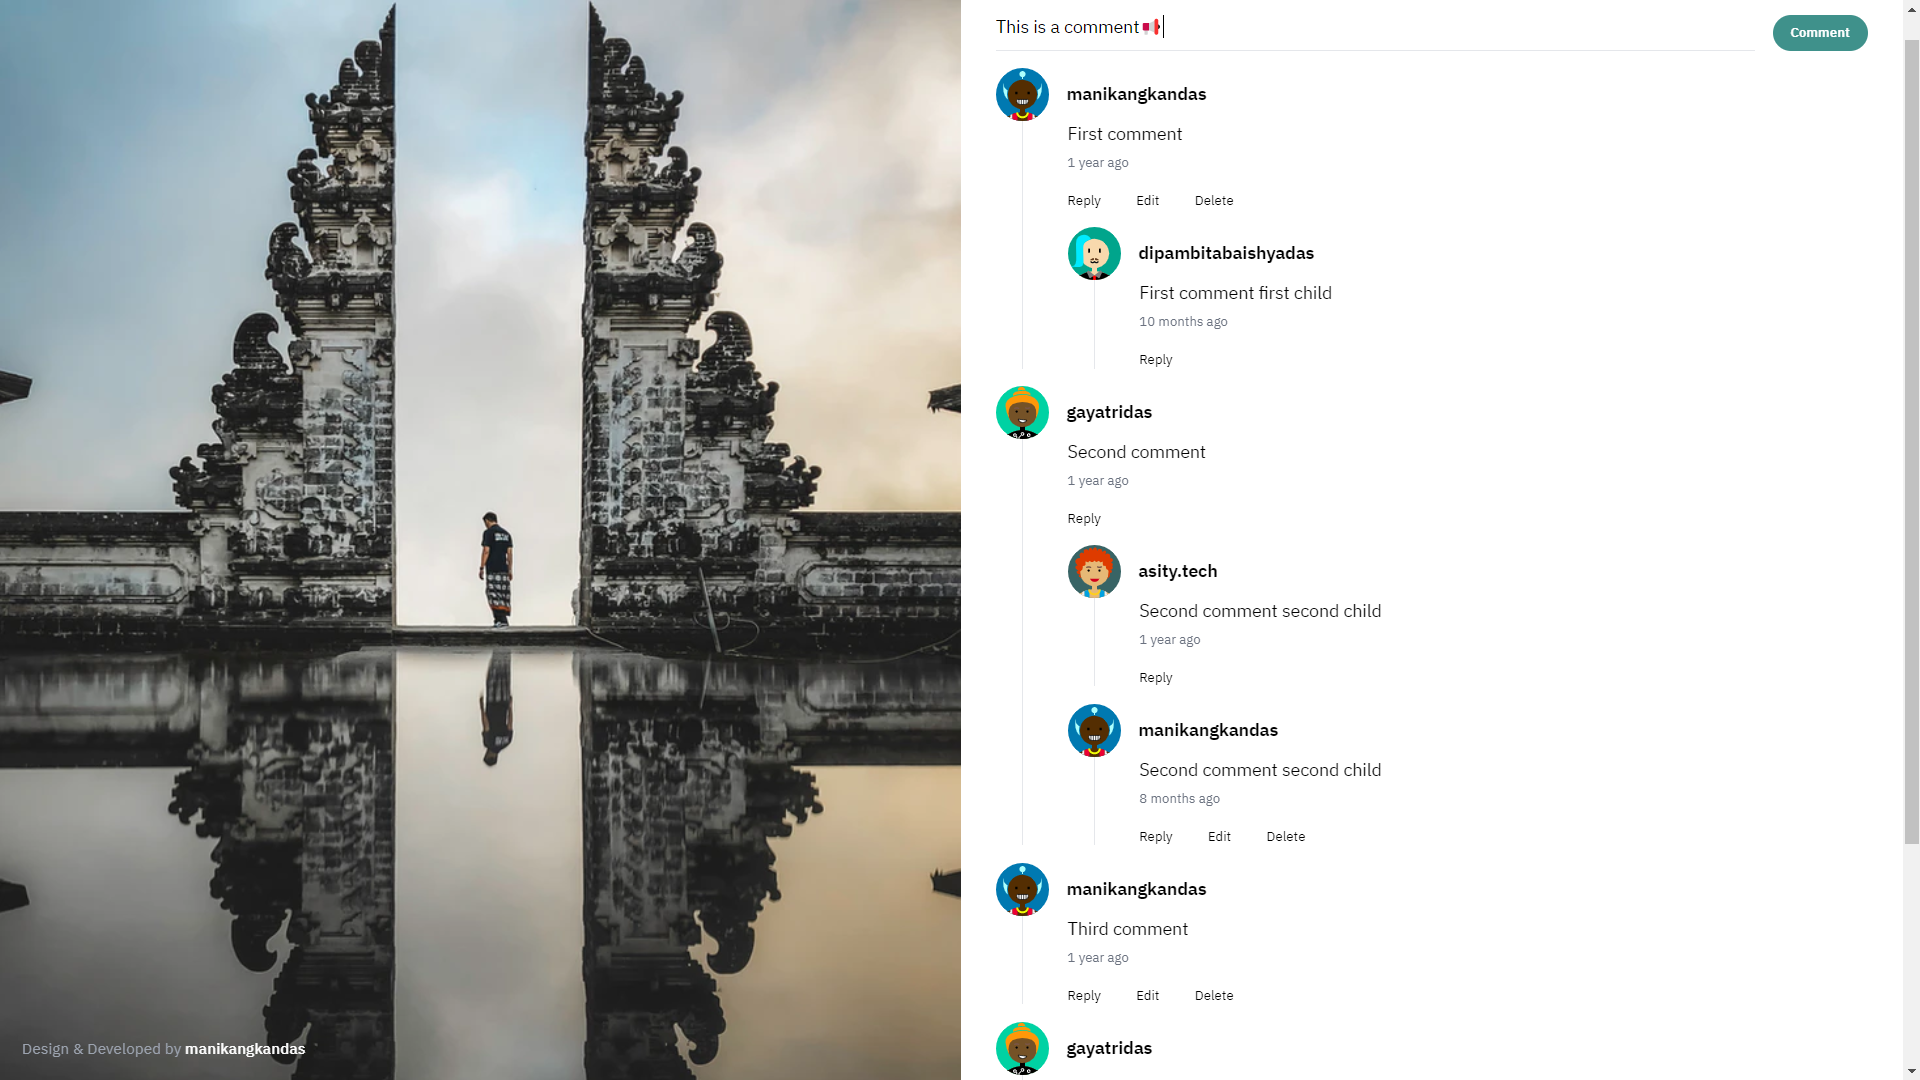 This is a comment📢
Comment
manikangkandas
First comment
1 year ago
Reply Edit Delete
dipambitabaishyadas
First comment first child
10 months ago
Reply
gayatridas
Second comment
1 year ago
Reply
asity.tech
Second comment second child
1 year ago
Reply
manikangkandas
Second comment second child
8 months ago
Reply Edit Delete
manikangkandas
Third comment
1 year ago
Reply Edit Delete
gayatridas
Design & Developed by manikangkandas